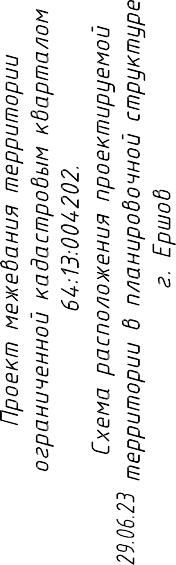 Проект межевания территории
ограниченной кадастровым кварталом
64:13:004202.
Схема расположения проектируемой
территории в планировочной структуре
г. Ершов
29.06.23